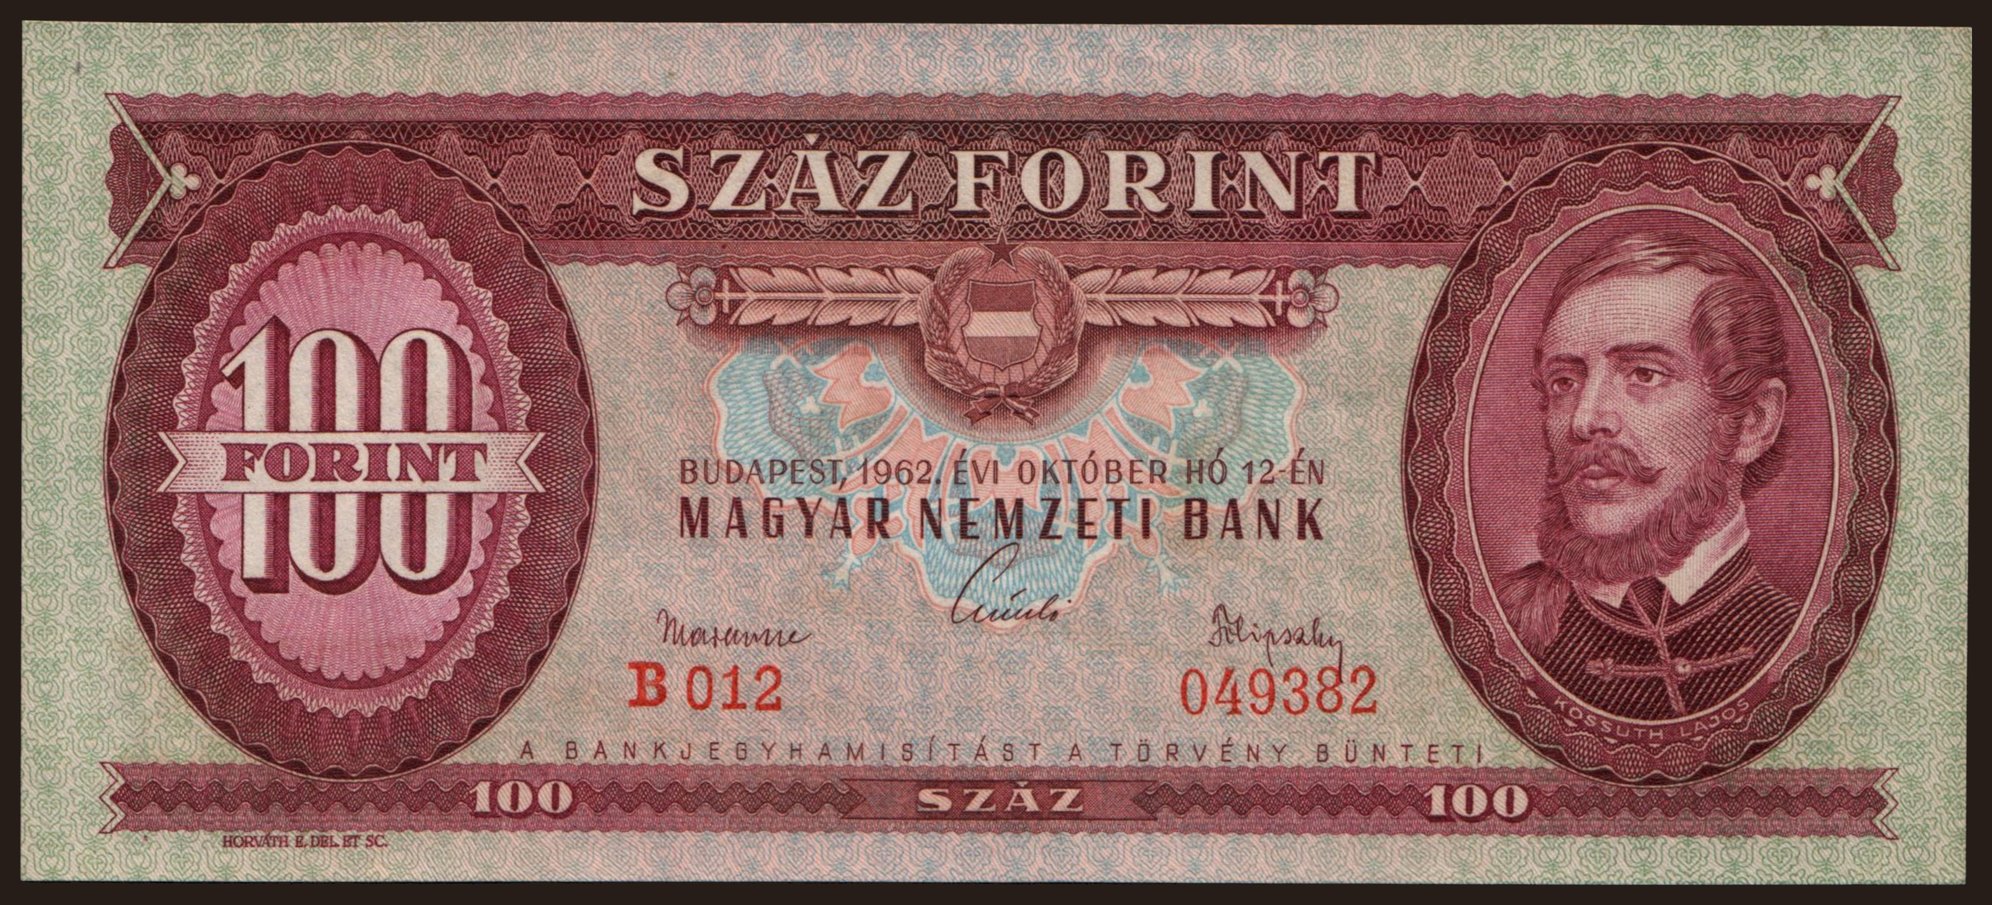 SZÁZ FORINT
100
FORINT
BUDAPEST, 1962. ÉVI OKTÓBER HÓ 12-ÉN
MAGYAR NEMZETI BANK
B 012
049382
KOSSUTH LAJOS
A BANKJEGYHAMISÍTÁST A TÖRVÉNY BÜNTETI
100 SZÁZ 100
HORVÁTH E. DEL. ET SC.